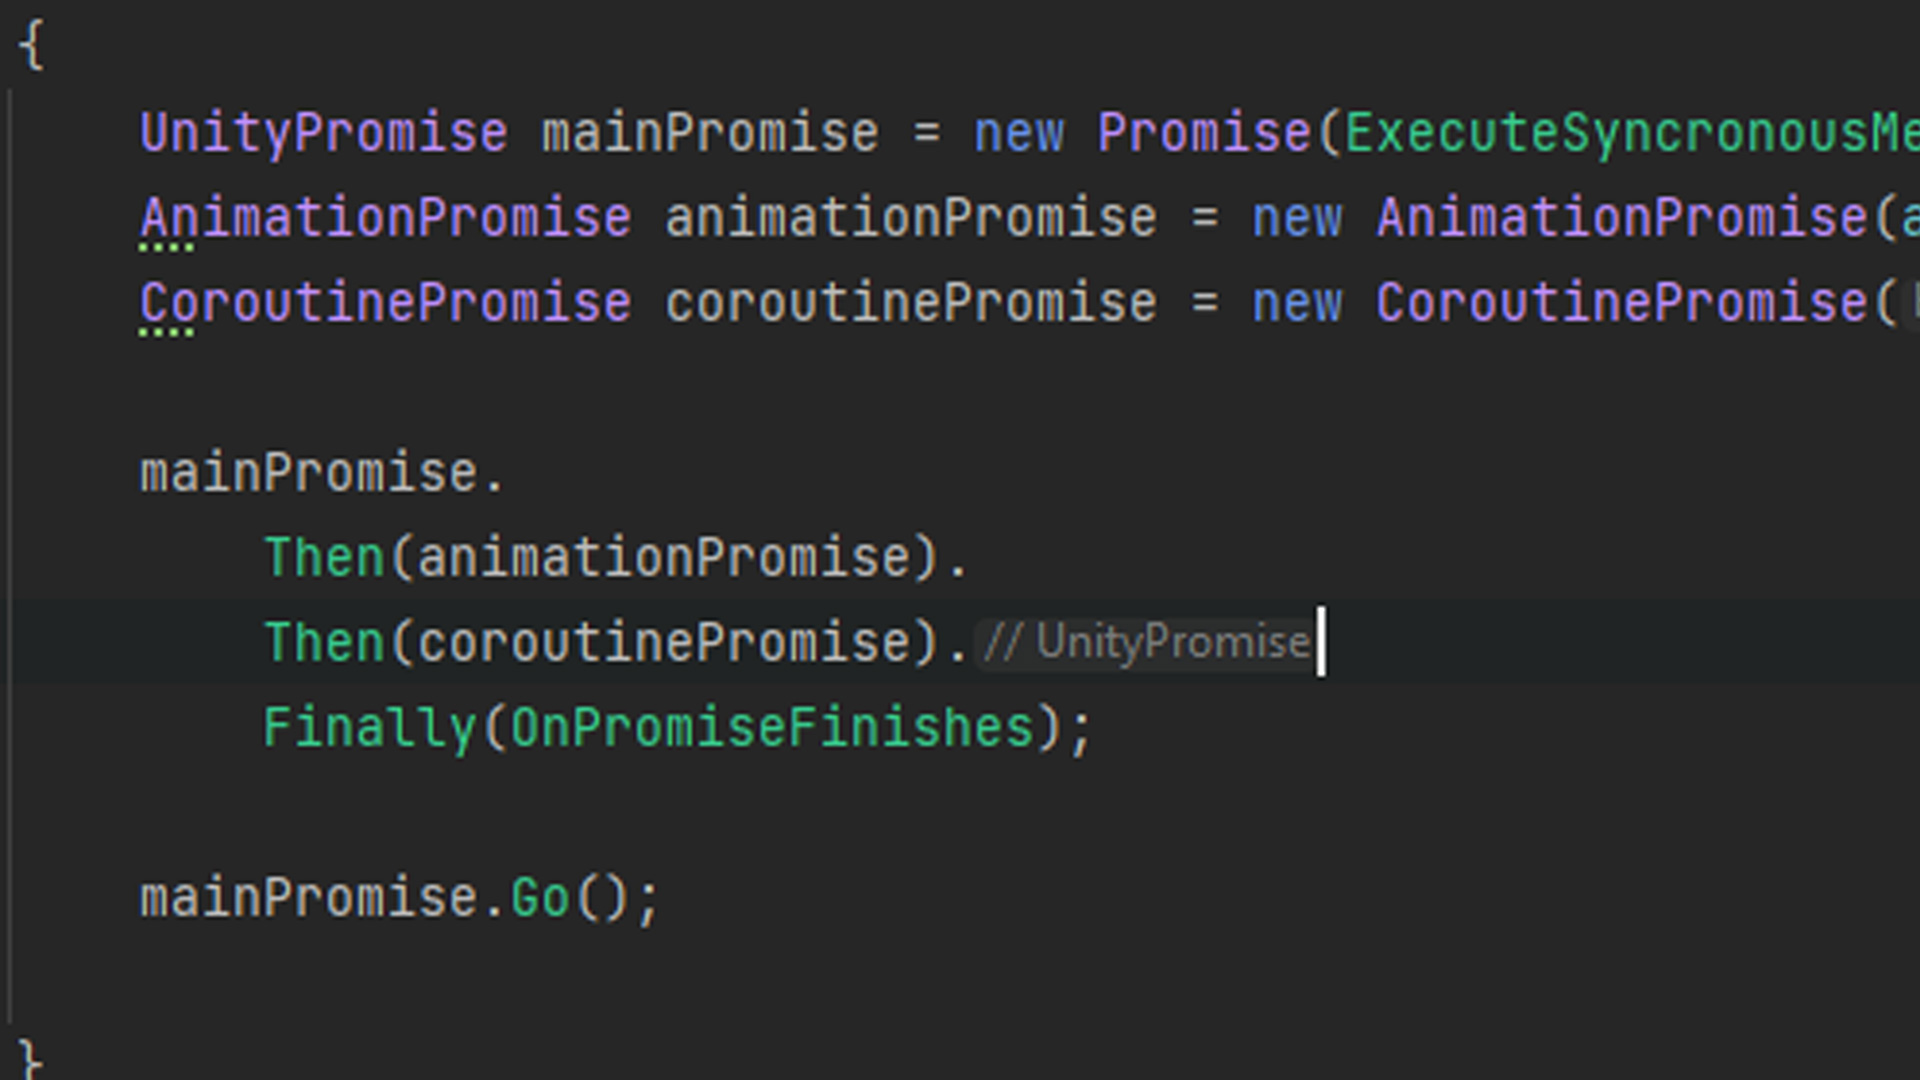 {
UnityPromise mainPromise = new Promise(ExecuteSyncronousMe
AnimationPromise animationPromise = new AnimationPromise(a
CoroutinePromise coroutinePromise = new CoroutinePromise(
mainPromise.
Then(animationPromise).
Then(coroutinePromise). // UnityPromise
Finally(OnPromiseFinishes);
mainPromise.Go();
}